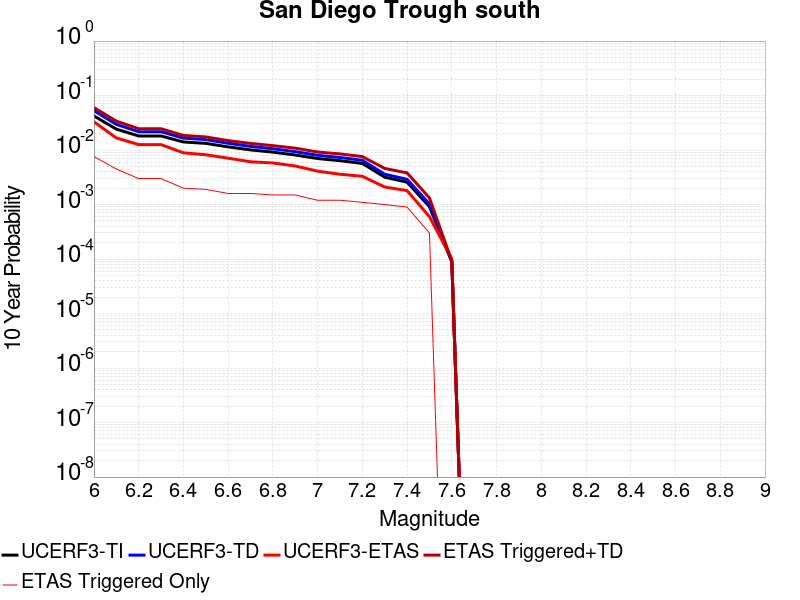 San Diego Trough south
10^0
10^-1
10^-2
10^-3
10^-4
10^-5
10^-6
10^-7
10^-8
10 Year Probability
6 6.2 6.4 6.6 6.8 7 7.2 7.4 7.6 7.8 8 8.2 8.4 8.6 8.8 9
Magnitude
UCERF3-TI UCERF3-TD UCERF3-ETAS ETAS Triggered+TD
ETAS Triggered Only